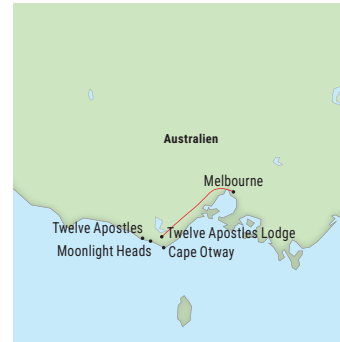 Australien
Melbourne
Twelve Apostles
Twelve Apostles Lodge
Moonlight Heads
Cape Otway